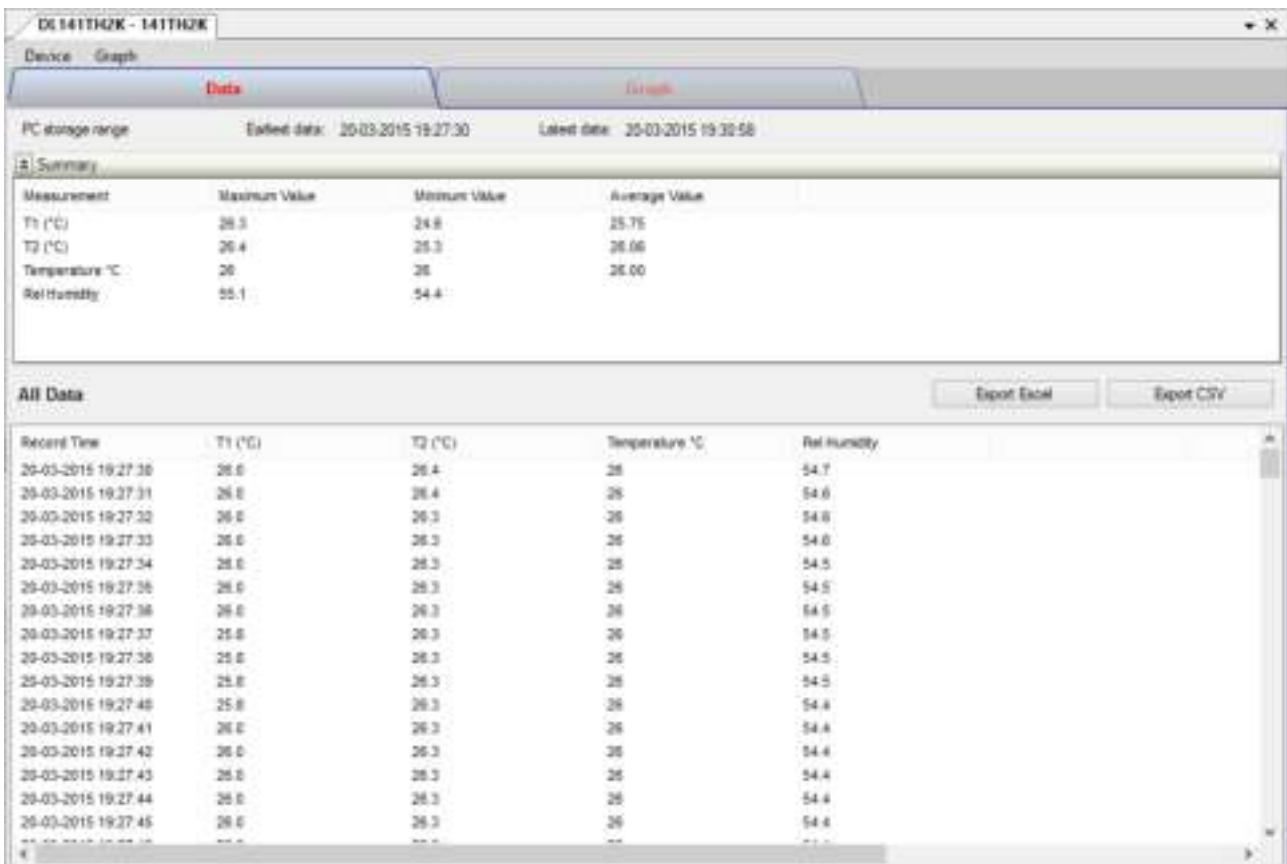 DL141TH2K - 141TH2K
Device Graph
Data Graph
PC storage range Earliest data: 20-03-2015 19:27:30 Latest data: 20-03-2015 19:30:58
Summary
Measurement Maximum Value Minimum Value Average Value
T1 (°C) 26.3 24.6 25.75
T2 (°C) 26.4 25.3 26.06
Temperature °C 26 26 26.00
Rel Humidity 55.1 54.4
All Data Export Excel Export CSV
Record Time T1 (°C) T2 (°C) Temperature °C Rel Humidity
20-03-2015 19:27:30 26.0 26.4 26 54.7
20-03-2015 19:27:31 26.0 26.4 26 54.6
20-03-2015 19:27:32 26.0 26.3 26 54.6
20-03-2015 19:27:33 26.0 26.3 26 54.6
20-03-2015 19:27:34 26.0 26.3 26 54.5
20-03-2015 19:27:35 26.0 26.3 26 54.5
20-03-2015 19:27:36 26.0 26.3 26 54.5
20-03-2015 19:27:37 25.8 26.3 26 54.5
20-03-2015 19:27:38 25.8 26.3 26 54.5
20-03-2015 19:27:39 25.8 26.3 26 54.5
20-03-2015 19:27:40 25.8 26.3 26 54.4
20-03-2015 19:27:41 26.0 26.3 26 54.4
20-03-2015 19:27:42 26.0 26.3 26 54.4
20-03-2015 19:27:43 26.0 26.3 26 54.4
20-03-2015 19:27:44 26.0 26.3 26 54.4
20-03-2015 19:27:45 26.0 26.3 26 54.4